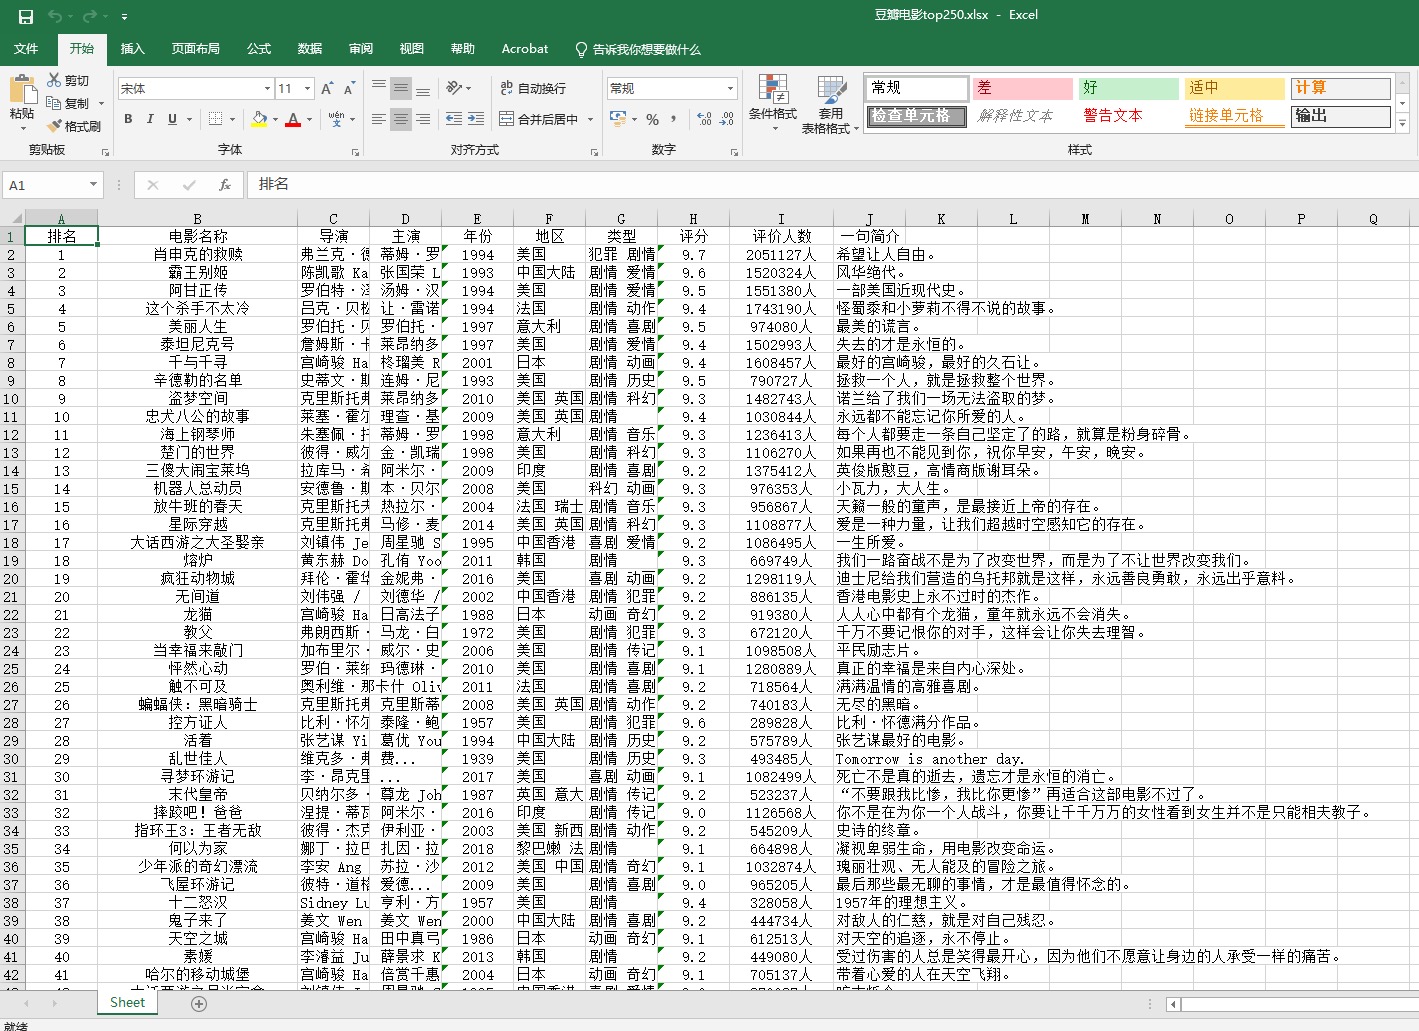 豆瓣电影top250.xlsx - Excel
文件 开始 插入 页面布局 公式 数据 审阅 视图 帮助 Acrobat 告诉我你想要做什么
粘贴 剪切 复制 格式刷 剪贴板
宋体 11 B I U 字体
自动换行 合并后居中 对齐方式
常规 % 数字
条件格式 套用表格格式
常规 差 好 适中 计算
检查单元格 解释性文本 警告文本 链接单元格 输出
样式
A1 fx 排名
A B C D E F G H I J K L M N O P Q
1 排名 电影名称 导演 主演 年份 地区 类型 评分 评价人数 一句简介
2 1 肖申克的救赎 弗兰克·德 蒂姆·罗 1994 美国 犯罪 剧情 9.7 2051127人 希望让人自由。
3 2 霸王别姬 陈凯歌 Ka 张国荣 L 1993 中国大陆 剧情 爱情 9.6 1520324人 风华绝代。
4 3 阿甘正传 罗伯特· 汤姆·汉 1994 美国 剧情 爱情 9.5 1551380人 一部美国近现代史。
5 4 这个杀手不太冷 吕克·贝松 让·雷诺 1994 法国 剧情 动作 9.4 1743190人 怪蜀黍和小萝莉不得不说的故事。
6 5 美丽人生 罗伯托·贝 罗伯托· 1997 意大利 剧情 喜剧 9.5 974080人 最美的谎言。
7 6 泰坦尼克号 詹姆斯·卡 莱昂纳多 1997 美国 剧情 爱情 9.4 1502993人 失去的才是永恒的。
8 7 千与千寻 宫崎骏 Ha 柊瑠美 R 2001 日本 剧情 动画 9.4 1608457人 最好的宫崎骏，最好的久石让。
9 8 辛德勒的名单 史蒂文·斯 连姆·尼 1993 美国 剧情 历史 9.5 790727人 拯救一个人，就是拯救整个世界。
10 9 盗梦空间 克里斯托弗 莱昂纳多 2010 美国 英国 剧情 科幻 9.3 1482743人 诺兰给了我们一场无法盗取的梦。
11 10 忠犬八公的故事 莱塞·霍尔 理查·基 2009 美国 英国 剧情 9.4 1030844人 永远都不能忘记你所爱的人。
12 11 海上钢琴师 朱塞佩·托 蒂姆·罗 1998 意大利 剧情 音乐 9.3 1236413人 每个人都要走一条自己坚定了的路，就算是粉身碎骨。
13 12 楚门的世界 彼得·威尔 金·凯瑞 1998 美国 剧情 科幻 9.3 1106270人 如果再也不能见到你，祝你早安，午安，晚安。
14 13 三傻大闹宝莱坞 拉库马·希 阿米尔· 2009 印度 剧情 喜剧 9.2 1375412人 英俊版憨豆，高情商版谢耳朵。
15 14 机器人总动员 安德鲁·斯 本·贝尔 2008 美国 科幻 动画 9.3 976353人 小瓦力，大人生。
16 15 放牛班的春天 克里斯托夫 热拉尔· 2004 法国 瑞士 剧情 音乐 9.3 956867人 天籁一般的童声，是最接近上帝的存在。
17 16 星际穿越 克里斯托弗 马修·麦 2014 美国 英国 剧情 科幻 9.3 1108877人 爱是一种力量，让我们超越时空感知它的存在。
18 17 大话西游之大圣娶亲 刘镇伟 Je 周星驰 S 1995 中国香港 喜剧 爱情 9.2 1086495人 一生所爱。
19 18 熔炉 黄东赫 Do 孔侑 Yoo 2011 韩国 剧情 9.3 669749人 我们一路奋战不是为了改变世界，而是为了不让世界改变我们。
20 19 疯狂动物城 拜伦·霍华 金妮弗· 2016 美国 喜剧 动画 9.2 1298119人 迪士尼给我们营造的乌托邦就是这样，永远善良勇敢，永远出乎意料。
21 20 无间道 刘伟强 / 刘德华 / 2002 中国香港 剧情 犯罪 9.2 886135人 香港电影史上永不过时的杰作。
22 21 龙猫 宫崎骏 Ha 日高法子 1988 日本 动画 奇幻 9.2 919380人 人人心中都有个龙猫，童年就永远不会消失。
23 22 教父 弗朗西斯· 马龙·白 1972 美国 剧情 犯罪 9.3 672120人 千万不要记恨你的对手，这样会让你失去理智。
24 23 当幸福来敲门 加布里尔· 威尔·史 2006 美国 剧情 传记 9.1 1098508人 平民励志片。
25 24 怦然心动 罗伯·莱纳 玛德琳· 2010 美国 剧情 喜剧 9.1 1280889人 真正的幸福是来自内心深处。
26 25 触不可及 奥利维·那卡什 Oliv 2011 法国 剧情 喜剧 9.2 718564人 满满温情的高雅喜剧。
27 26 蝙蝠侠：黑暗骑士 克里斯托弗 克里斯蒂 2008 美国 英国 剧情 动作 9.2 740183人 无尽的黑暗。
28 27 控方证人 比利·怀尔 泰隆·鲍 1957 美国 剧情 犯罪 9.6 289828人 比利·怀德满分作品。
29 28 活着 张艺谋 Yi 葛优 You 1994 中国大陆 剧情 历史 9.2 575789人 张艺谋最好的电影。
30 29 乱世佳人 维克多·弗 费... 1939 美国 剧情 历史 9.3 493485人 Tomorrow is another day.
31 30 寻梦环游记 李·昂克里 ... 2017 美国 喜剧 动画 9.1 1082499人 死亡不是真的逝去，遗忘才是永恒的消亡。
32 31 末代皇帝 贝纳尔多· 尊龙 Joh 1987 英国 意大 剧情 传记 9.2 523237人 “不要跟我比惨，我比你更惨”再适合这部电影不过了。
33 32 摔跤吧！爸爸 涅提·蒂瓦 阿米尔· 2016 印度 剧情 传记 9.0 1126568人 你不是在为你一个人战斗，你要让千千万万的女性看到女生并不是只能相夫教子。
34 33 指环王3：王者无敌 彼得·杰克 伊利亚· 2003 美国 新西 剧情 动作 9.2 545209人 史诗的终章。
35 34 何以为家 娜丁·拉巴 扎因·拉 2018 黎巴嫩 法 剧情 9.1 664898人 凝视卑弱生命，用电影改变命运。
36 35 少年派的奇幻漂流 李安 Ang 苏拉·沙 2012 美国 中国 剧情 奇幻 9.1 1032874人 瑰丽壮观、无人能及的冒险之旅。
37 36 飞屋环游记 彼特·道格 爱德... 2009 美国 剧情 喜剧 9.0 965205人 最后那些最无聊的事情，才是最值得怀念的。
38 37 十二怒汉 Sidney Lu 亨利·方 1957 美国 剧情 9.4 328058人 1957年的理想主义。
39 38 鬼子来了 姜文 Wen 姜文 Wen 2000 中国大陆 剧情 喜剧 9.2 444734人 对敌人的仁慈，就是对自己残忍。
40 39 天空之城 宫崎骏 Ha 田中真弓 1986 日本 动画 奇幻 9.1 612513人 对天空的追逐，永不停止。
41 40 素媛 李濬益 Ju 薛景求 K 2013 韩国 剧情 9.2 449080人 受过伤害的人总是笑得最开心，因为他们不愿意让身边的人承受一样的痛苦。
42 41 哈尔的移动城堡 宫崎骏 Ha 倍赏千惠 2004 日本 动画 奇幻 9.1 705137人 带着心爱的人在天空飞翔。
Sheet
就绪